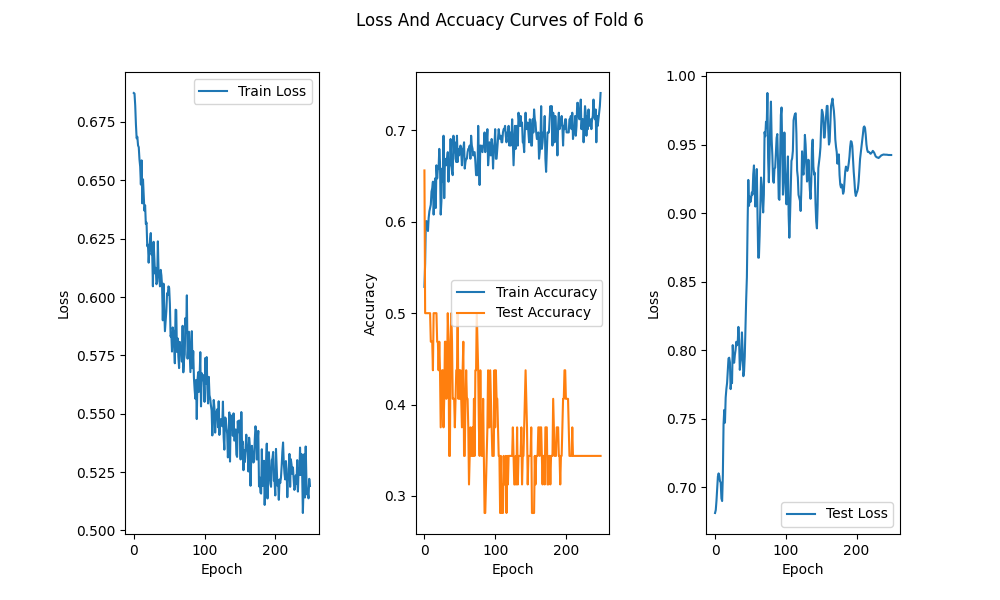 Loss And Accuacy Curves of Fold 6
Train Loss
Loss
0.675
0.650
0.625
0.600
0.575
0.550
0.525
0.500
0
100
200
Epoch
Train Accuracy
Test Accuracy
Accuracy
0.7
0.6
0.5
0.4
0.3
0
100
200
Epoch
Test Loss
Loss
1.00
0.95
0.90
0.85
0.80
0.75
0.70
0
100
200
Epoch